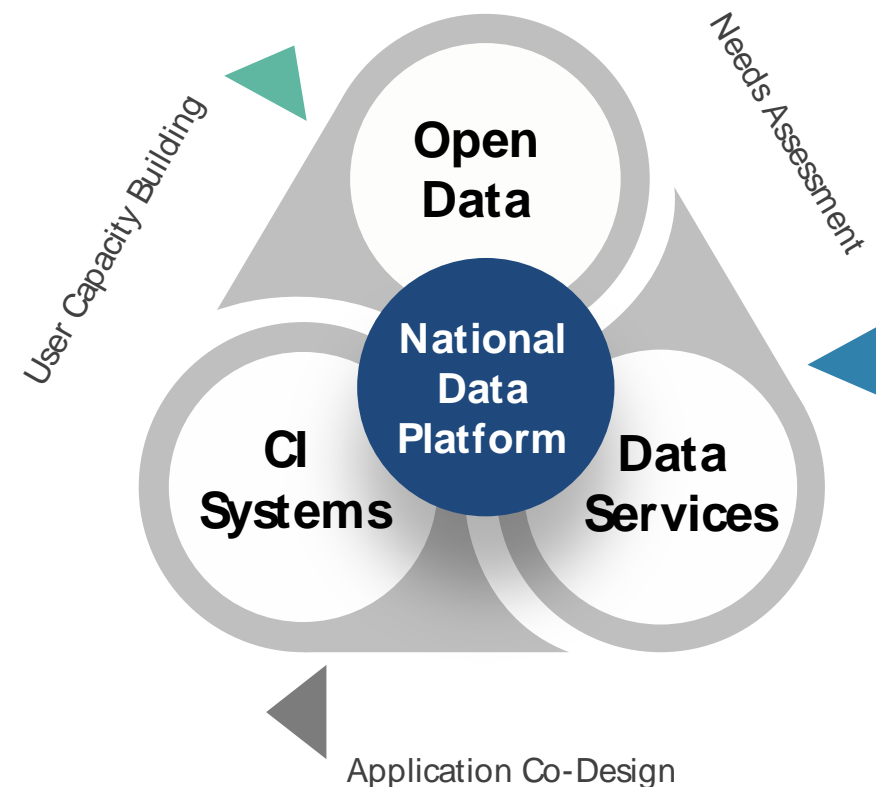 Needs Assessment
User Capacity Building
Open
Data
National
Data
Platform
CI
Systems
Data
Services
Application Co-Design